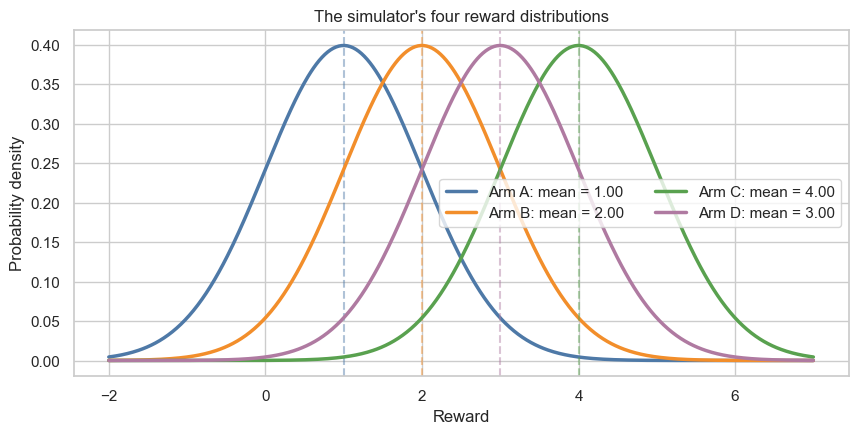 The simulator's four reward distributions
0.40
0.35
0.30
0.25
0.20
0.15
0.10
0.05
0.00
Probability density
Arm A: mean = 1.00
Arm B: mean = 2.00
Arm C: mean = 4.00
Arm D: mean = 3.00
−2
0
2
4
6
Reward